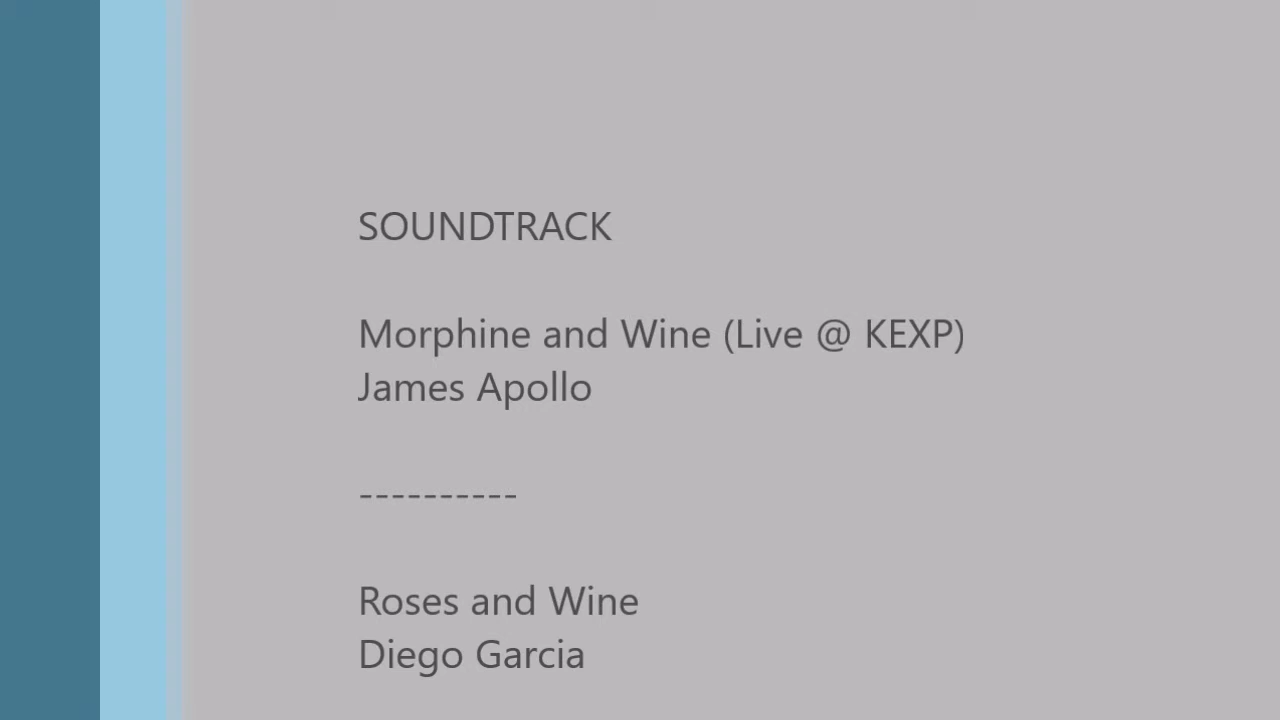 SOUNDTRACK
Morphine and Wine (Live @ KEXP)
James Apollo
----------
Roses and Wine
Diego Garcia